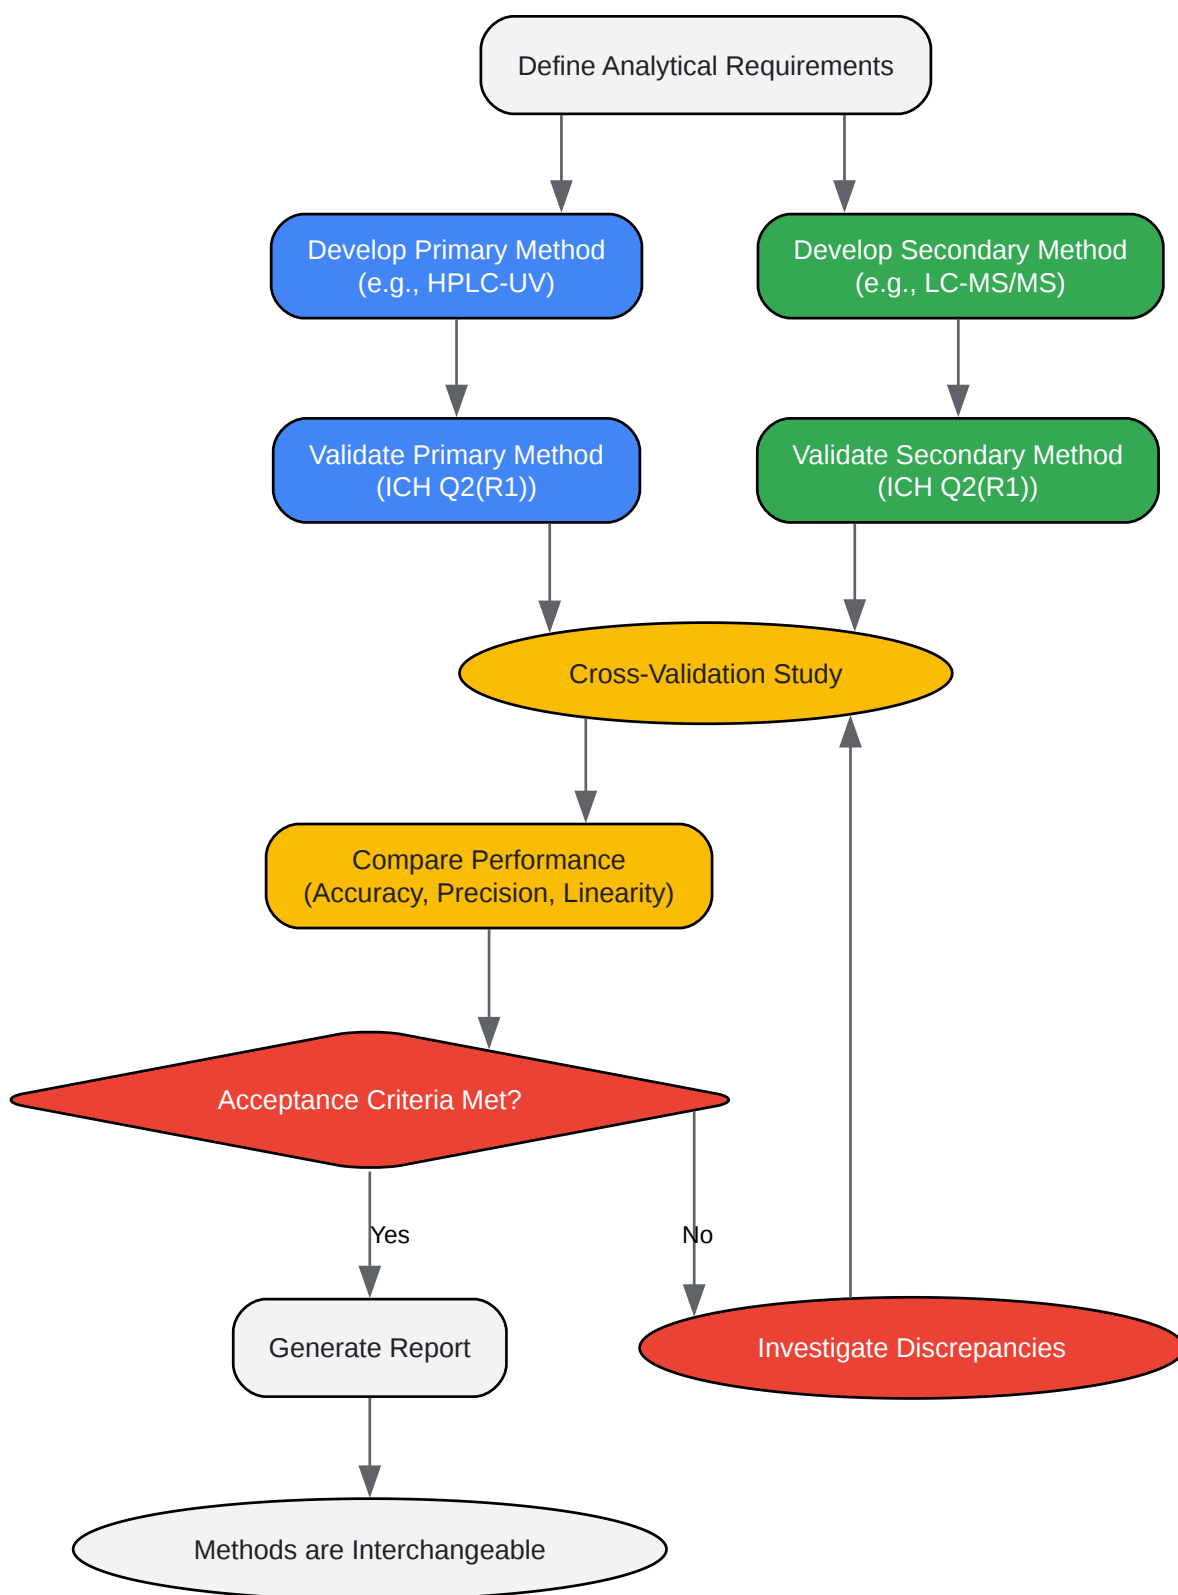 Define Analytical Requirements
Develop Primary Method
(e.g., HPLC-UV)
Develop Secondary Method
(e.g., LC-MS/MS)
Validate Primary Method
(ICH Q2(R1))
Validate Secondary Method
(ICH Q2(R1))
Cross-Validation Study
Compare Performance
(Accuracy, Precision, Linearity)
Acceptance Criteria Met?
Yes
No
Generate Report
Investigate Discrepancies
Methods are Interchangeable